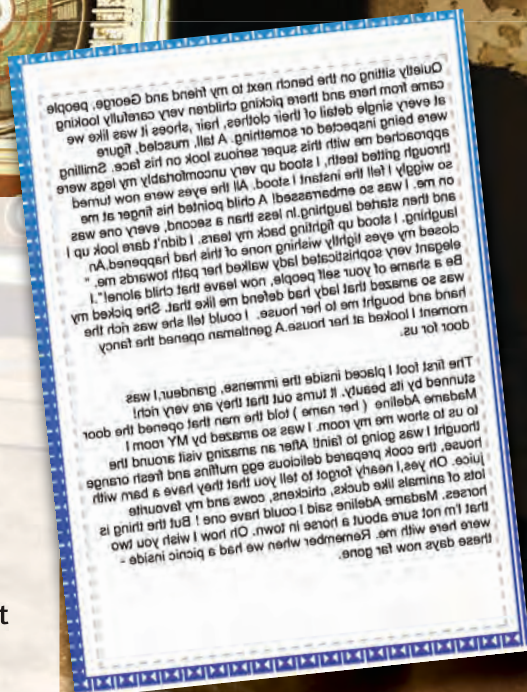 Quietly sitting on the bench next to my friend and George, people
came from here and there picking children very carefully looking
at every single detail of their clothes, hair ,shoes it was like we
were being inspected or something. A tall, muscled, figure
approached me with this super serious look on his face. Smilling
through gritted teeth, I stood up very uncomfortably my legs were
so wiggly I fell the instant I stood. All the eyes were now turned
on me. I was so embarrassed! A child pointed his finger at me
and then started laughing.In less than a second, every one was
laughing. I stood up fighting back my tears. I didn't dare look up I
closed my eyes tightly wishing none of this had happened.An
elegant very sophisticated lady walked her path towards me. "
Be a shame of your self people, now leave that child alone!".I
was so amazed that lady had defend me like that. She picked my
hand and bought me to her house. I could tell she was rich the
moment I looked at her house.A gentleman opened the fancy
door for us.
The first foot I placed inside the immense, grandeur,I was
stunned by its beauty. It turns out that they are very rich!
Madame Adeline ( her name ) told the man that opened the door
to us to show me my room. I was so amazed by MY room I
thought I was going to faint! After an amazing visit around the
house, the cook prepared delicious egg muffins and fresh orange
juice. Oh yes,I nearly forgot to tell you that they have a barn with
lots of animals like ducks, chickens, cows and my favourite
horses. Madame Adeline said I could have one ! But the thing is
that I'm not sure about a horse in town. Oh how I wish you two
were here with me. Remember when we had a picnic inside -
these days now far gone.
t